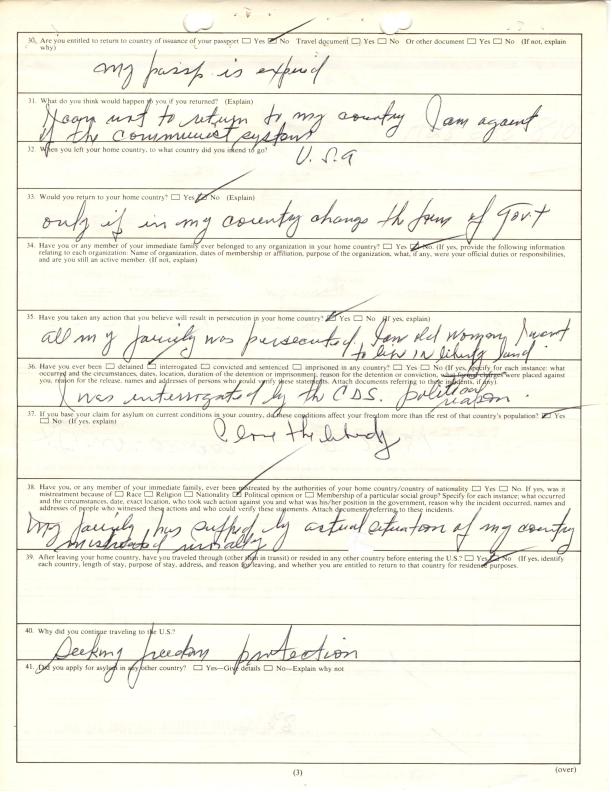 30. Are you entitled to return to country of issuance of your passport ☐ Yes ☑ No Travel document ☐ Yes ☐ No Or other document ☐ Yes ☐ No (If not, explain
why)
my passp. is expired
31. What do you think would happen to you if you returned? (Explain)
I can not to return to my country I am against
of the communist system
32. When you left your home country, to what country did you intend to go?
U.S.A
33. Would you return to your home country? ☐ Yes ☑ No (Explain)
only if in my country change the form of Gov.t
34. Have you or any member of your immediate family ever belonged to any organization in your home country? ☐ Yes ☑ No. (If yes, provide the following information
relating to each organization: Name of organization, dates of membership or affiliation, purpose of the organization, what, if any, were your official duties or responsibilities,
and are you still an active member. (If not, explain)
35. Have you taken any action that you believe will result in persecution in your home country? ☑ Yes ☐ No (If yes, explain)
all my family was persecuted. I am old woman, I want
to life in liberty land
36. Have you ever been ☐ detained ☑ interrogated ☐ convicted and sentenced ☐ imprisoned in any country? ☐ Yes ☐ No (If yes, specify for each instance: what
occurred and the circumstances, dates, location, duration of the detention or imprisonment, reason for the detention or conviction, what formal charges were placed against
you, reason for the release, names and addresses of persons who could verify these statements. Attach documents referring to these incidents, if any).
I was interrogated by the CDS. political
reason.
37. If you base your claim for asylum on current conditions in your country, do these conditions affect your freedom more than the rest of that country's population? ☑ Yes
☐ No (If yes, explain)
I love the liberty
38. Have you, or any member of your immediate family, ever been mistreated by the authorities of your home country/country of nationality ☐ Yes ☐ No. If yes, was it
mistreatment because of ☐ Race ☐ Religion ☐ Nationality ☑ Political opinion or ☐ Membership of a particular social group? Specify for each instance; what occurred
and the circumstances, date, exact location, who took such action against you and what was his/her position in the government, reason why the incident occurred, names and
addresses of people who witnessed these actions and who could verify these statements. Attach documents referring to these incidents.
my family has suffed by actual situation of my country
mistreated
39. After leaving your home country, have you traveled through (other than in transit) or resided in any other country before entering the U.S.? ☐ Yes ☑ No (If yes, identify
each country, length of stay, purpose of stay, address, and reason for leaving, and whether you are entitled to return to that country for residence purposes.
40. Why did you continue traveling to the U.S.?
Seeking freedom protection
41. Did you apply for asylum in any other country? ☐ Yes—Give details ☐ No—Explain why not
(3)
(over)